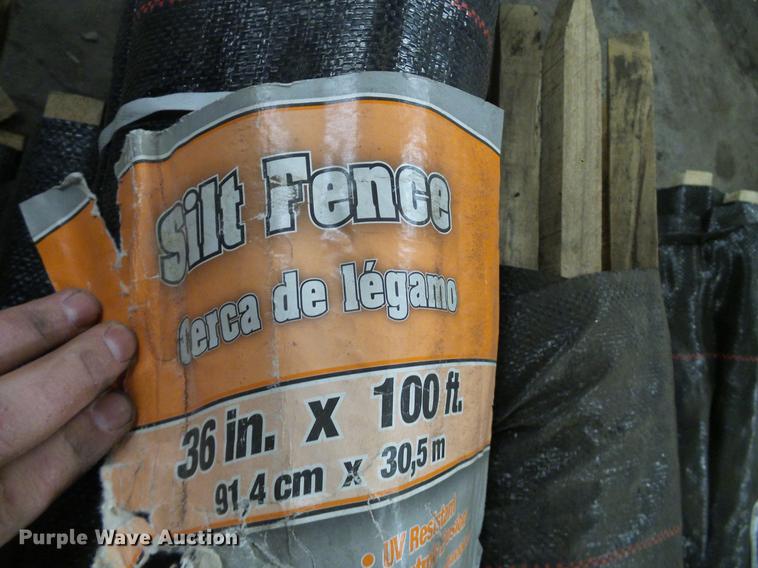 Silt Fence
Cerca de légamo
36 in. x 100 ft.
91,4 cm x 30,5 m
• UV Resistant
Purple Wave Auction